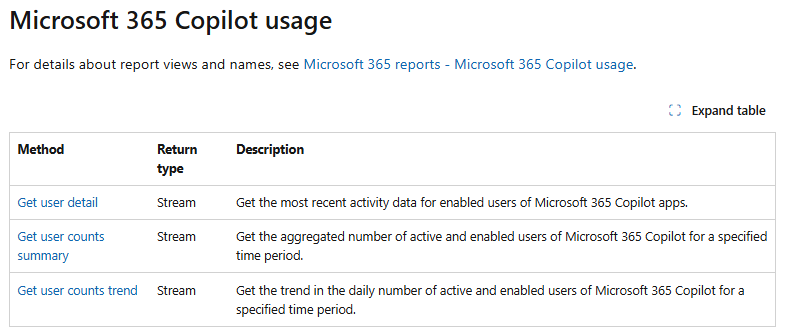 Microsoft 365 Copilot usage
For details about report views and names, see Microsoft 365 reports - Microsoft 365 Copilot usage.
Expand table
Method Return type Description
Get user detail Stream Get the most recent activity data for enabled users of Microsoft 365 Copilot apps.
Get user counts summary Stream Get the aggregated number of active and enabled users of Microsoft 365 Copilot for a specified time period.
Get user counts trend Stream Get the trend in the daily number of active and enabled users of Microsoft 365 Copilot for a specified time period.